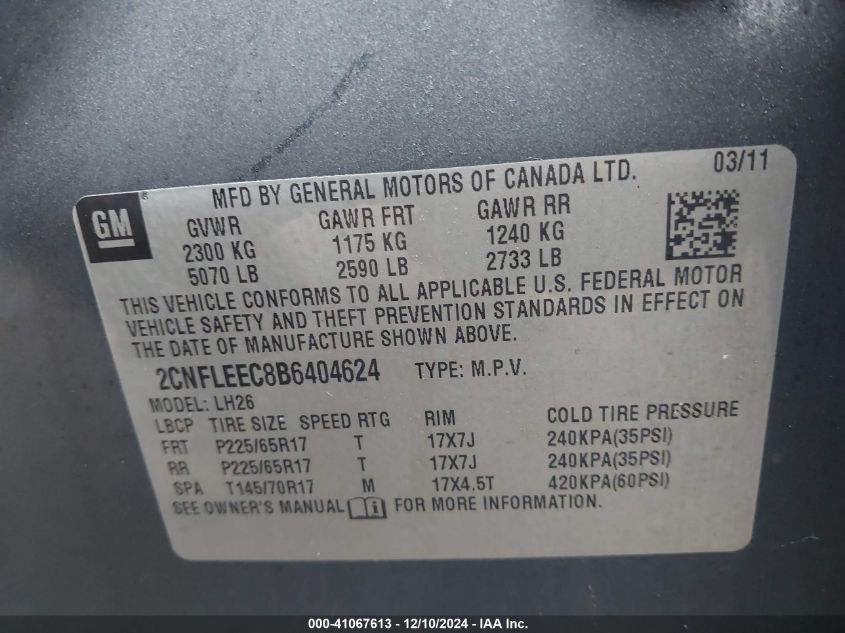 MFD BY GENERAL MOTORS OF CANADA LTD. 03/11
GM
GVWR GAWR FRT GAWR RR
2300 KG 1175 KG 1240 KG
5070 LB 2590 LB 2733 LB
THIS VEHICLE CONFORMS TO ALL APPLICABLE U.S. FEDERAL MOTOR
VEHICLE SAFETY AND THEFT PREVENTION STANDARDS IN EFFECT ON
THE DATE OF MANUFACTURE SHOWN ABOVE.
2CNFLEEC8B6404624 TYPE: M.P.V.
MODEL: LH26
LBCP TIRE SIZE SPEED RTG RIM COLD TIRE PRESSURE
FRT P225/65R17 T 17X7J 240KPA(35PSI)
RR P225/65R17 T 17X7J 240KPA(35PSI)
SPA T145/70R17 M 17X4.5T 420KPA(60PSI)
SEE OWNER'S MANUAL i FOR MORE INFORMATION.
000-41067613 - 12/10/2024 - IAA Inc.